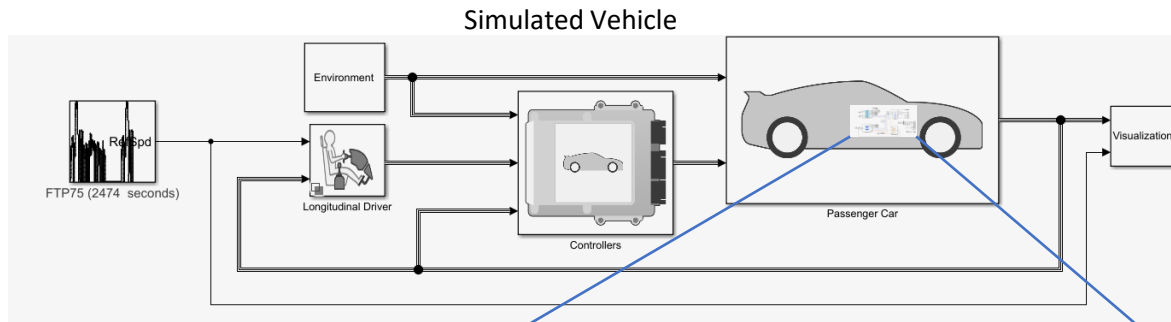 Simulated Vehicle
Environment
RefSpd
FTP75 (2474 seconds)
Longitudinal Driver
Controllers
Passenger Car
Visualization